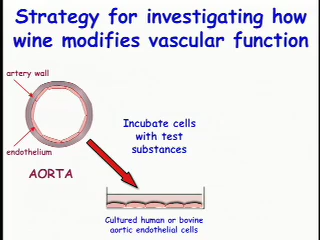 Strategy for investigating how
wine modifies vascular function
artery wall
Incubate cells
with test
substances
endothelium
AORTA
Cultured human or bovine
aortic endothelial cells